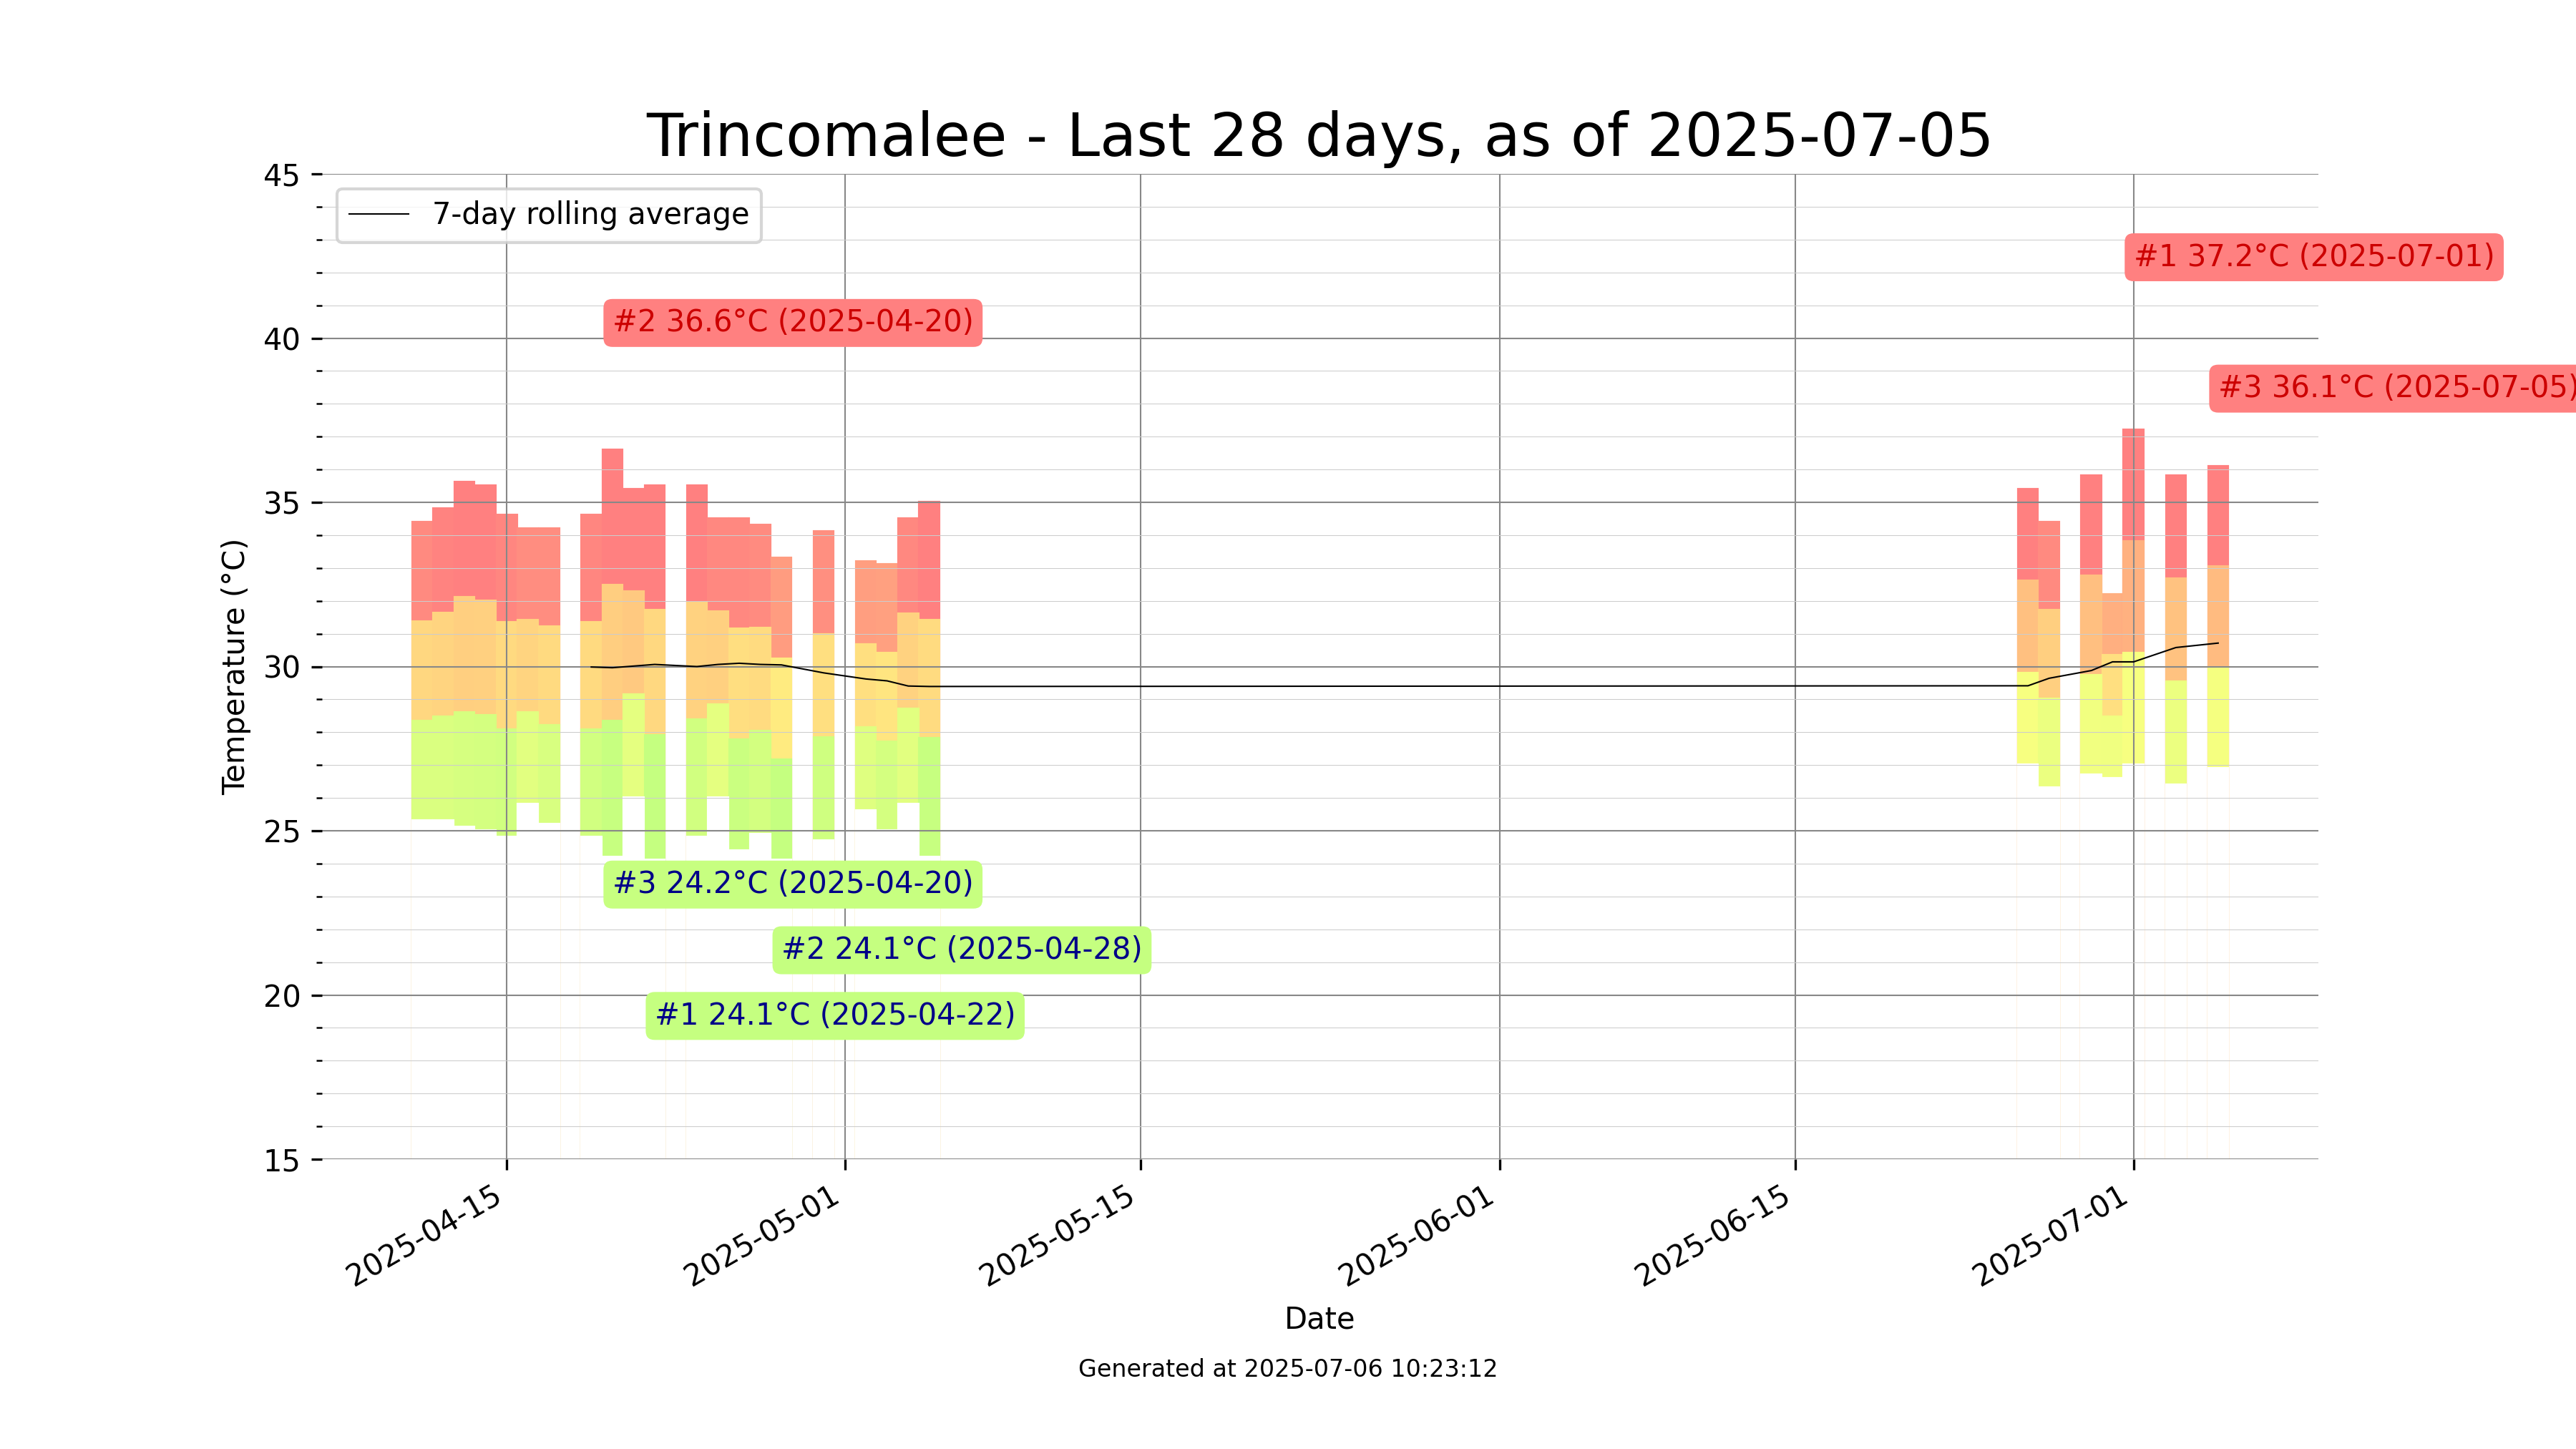 Trincomalee - Last 28 days, as of 2025-07-05
45
7-day rolling average
#1 37.2°C (2025-07-01)
#2 36.6°C (2025-04-20)
40
#3 36.1°C (2025-07-05)
35
30
Temperature (°C)
25
#3 24.2°C (2025-04-20)
#2 24.1°C (2025-04-28)
20
#1 24.1°C (2025-04-22)
15
2025-04-15
2025-05-01
2025-05-15
2025-06-01
2025-06-15
2025-07-01
Date
Generated at 2025-07-06 10:23:12